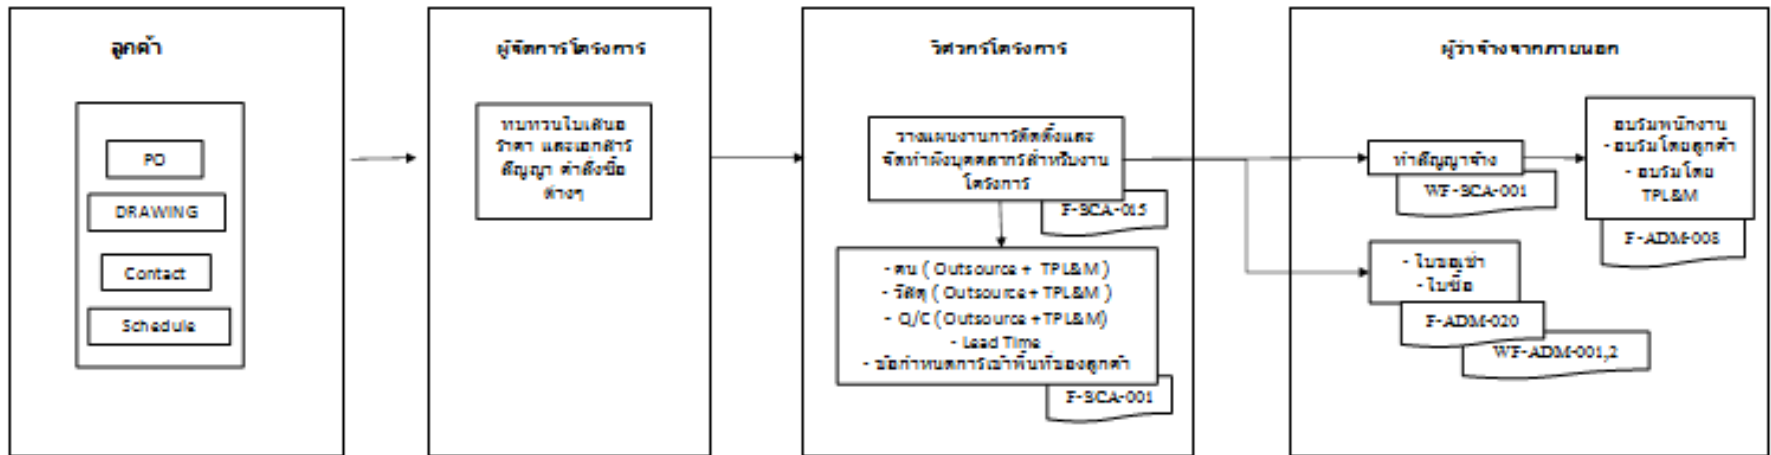 ลูกค้า
PO
DRAWING
Contact
Schedule
ผู้จัดการโครงการ
ทบทวนใบเสนอ
ราคา และเอกสาร
สัญญา คำสั่งซื้อ
ต่างๆ
วิศวกรโครงการ
วางแผนงานการติดตั้งและ
จัดทำผังบุคคลากรสำหรับงาน
โครงการ
F-SCA-015
- คน ( Outsource + TPL&M )
- วัสดุ ( Outsource + TPL&M )
- Q/C ( Outsource +TPL&M)
- Lead Time
- ข้อกำหนดการเข้าพื้นที่ของลูกค้า
F-SCA-001
ผู้ว่าจ้างจากภายนอก
ทำสัญญาจ้าง
WF-SCA-001
อบรมพนักงาน
- อบรมโดยลูกค้า
- อบรมโดย
TPL&M
F-ADM-008
- ใบขอเช่า
- ใบซื้อ
F-ADM-020
WF-ADM-001,2